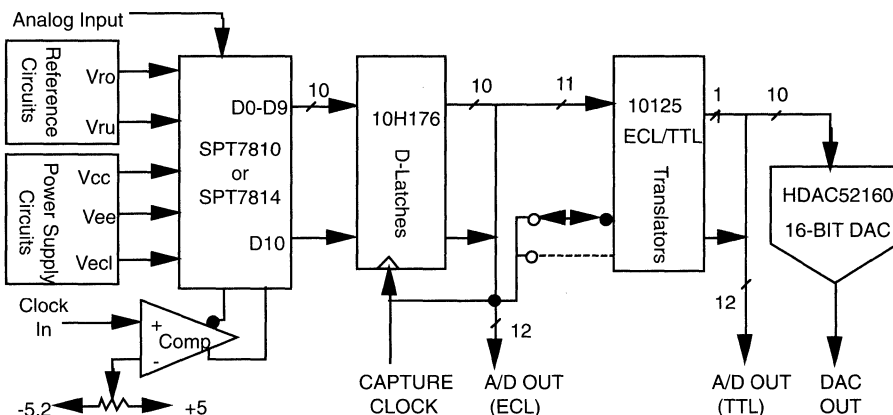 Analog Input
Reference
Circuits
Vro
Vru
Power Supply
Circuits
Vcc
Vee
Vecl
D0-D9
SPT7810
or
SPT7814
D10
10
10H176
D-Latches
10
11
10125
ECL/TTL
Translators
1
10
HDAC52160
16-BIT DAC
Clock
In
+
-
Comp
-5.2
+5
12
12
CAPTURE
CLOCK
A/D OUT
(ECL)
A/D OUT
(TTL)
DAC
OUT